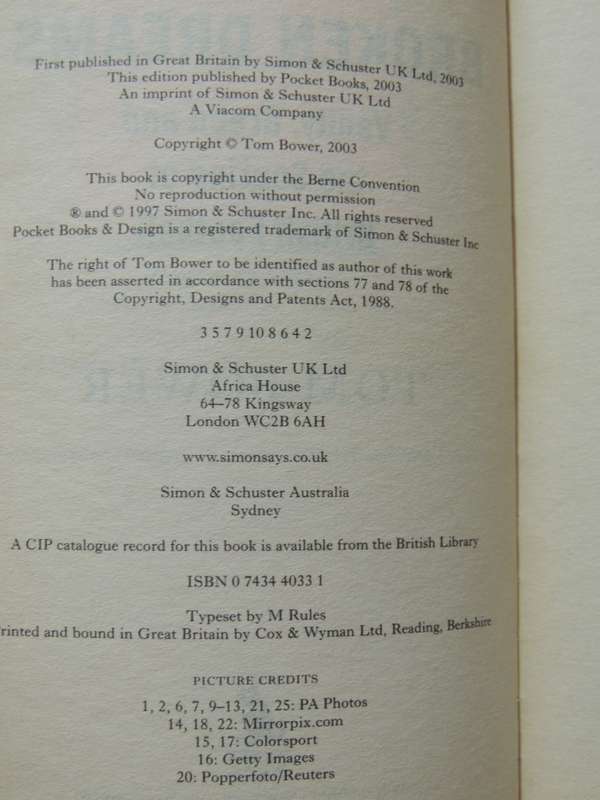 First published in Great Britain by Simon & Schuster UK Ltd, 2003
This edition published by Pocket Books, 2003
An imprint of Simon & Schuster UK Ltd
A Viacom Company
Copyright © Tom Bower, 2003
This book is copyright under the Berne Convention
No reproduction without permission
® and © 1997 Simon & Schuster Inc. All rights reserved
Pocket Books & Design is a registered trademark of Simon & Schuster Inc
The right of Tom Bower to be identified as author of this work
has been asserted in accordance with sections 77 and 78 of the
Copyright, Designs and Patents Act, 1988.
3 5 7 9 10 8 6 4 2
Simon & Schuster UK Ltd
Africa House
64–78 Kingsway
London WC2B 6AH
www.simonsays.co.uk
Simon & Schuster Australia
Sydney
A CIP catalogue record for this book is available from the British Library
ISBN 0 7434 4033 1
Typeset by M Rules
rinted and bound in Great Britain by Cox & Wyman Ltd, Reading, Berkshire
PICTURE CREDITS
1, 2, 6, 7, 9–13, 21, 25: PA Photos
14, 18, 22: Mirrorpix.com
15, 17: Colorsport
16: Getty Images
20: Popperfoto/Reuters